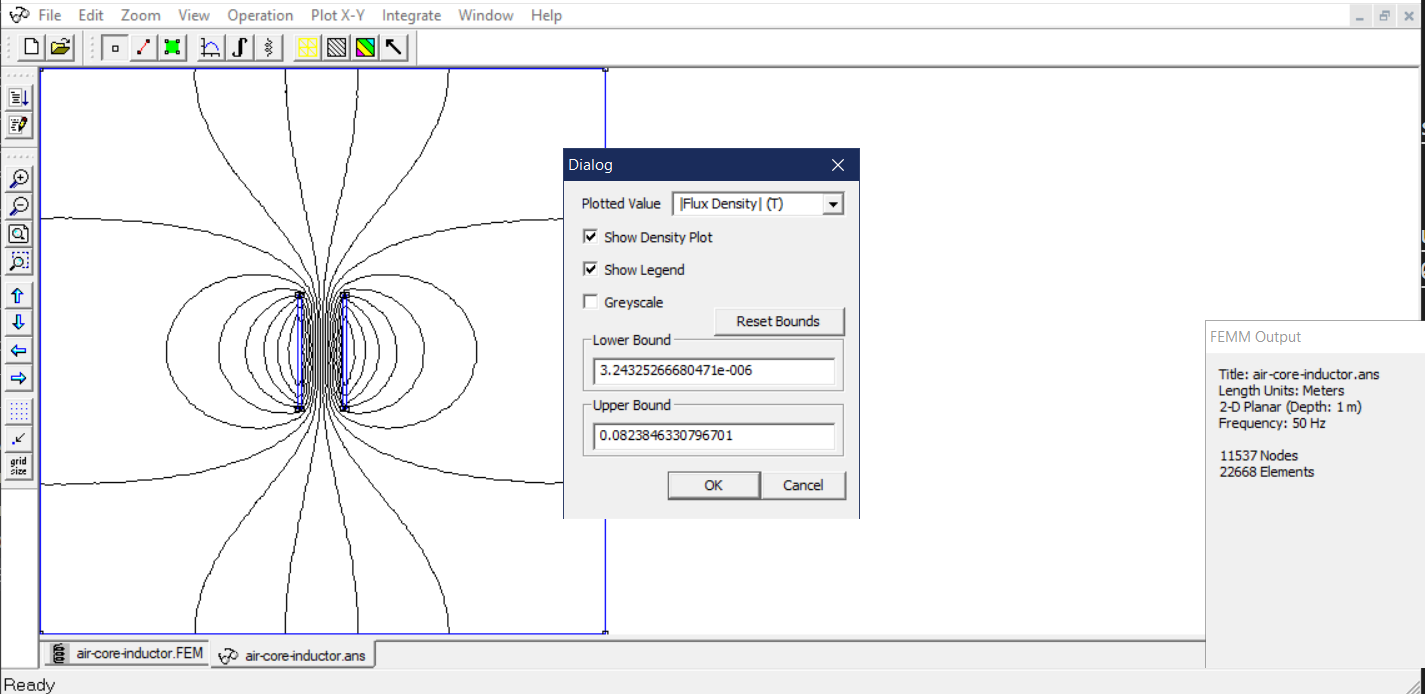 File Edit Zoom View Operation Plot X-Y Integrate Window Help
grid
size
Dialog
Plotted Value |Flux Density| (T)
Show Density Plot
Show Legend
Greyscale
Reset Bounds
Lower Bound
3.24325266680471e-006
Upper Bound
0.0823846330796701
OK Cancel
FEMM Output
Title: air-core-inductor.ans
Length Units: Meters
2-D Planar (Depth: 1 m)
Frequency: 50 Hz
11537 Nodes
22668 Elements
air-core-inductor.FEM air-core-inductor.ans
Ready